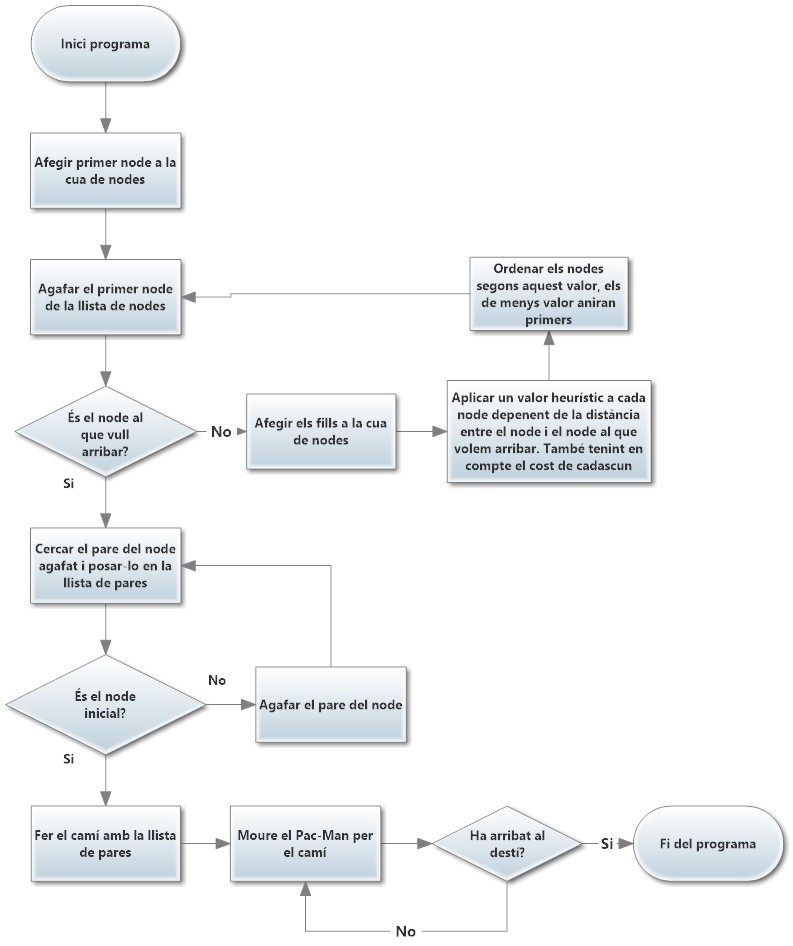 Inici programa
Afegir primer node a la
cua de nodes
Agafar el primer node
de la llista de nodes
Ordenar els nodes
segons aquest valor, els
de menys valor aniran
primers
És el node al
que vull
arribar?
No
Afegir els fills a la cua
de nodes
Aplicar un valor heurístic a cada
node depenent de la distància
entre el node i el node al que
volem arribar. També tenint en
compte el cost de cadascun
Si
Cercar el pare del node
agafat i posar-lo en la
llista de pares
És el node
inicial?
No
Agafar el pare del node
Si
Fer el camí amb la llista
de pares
Moure el Pac-Man per
el camí
Ha arribat al
destí?
Si
Fi del programa
No